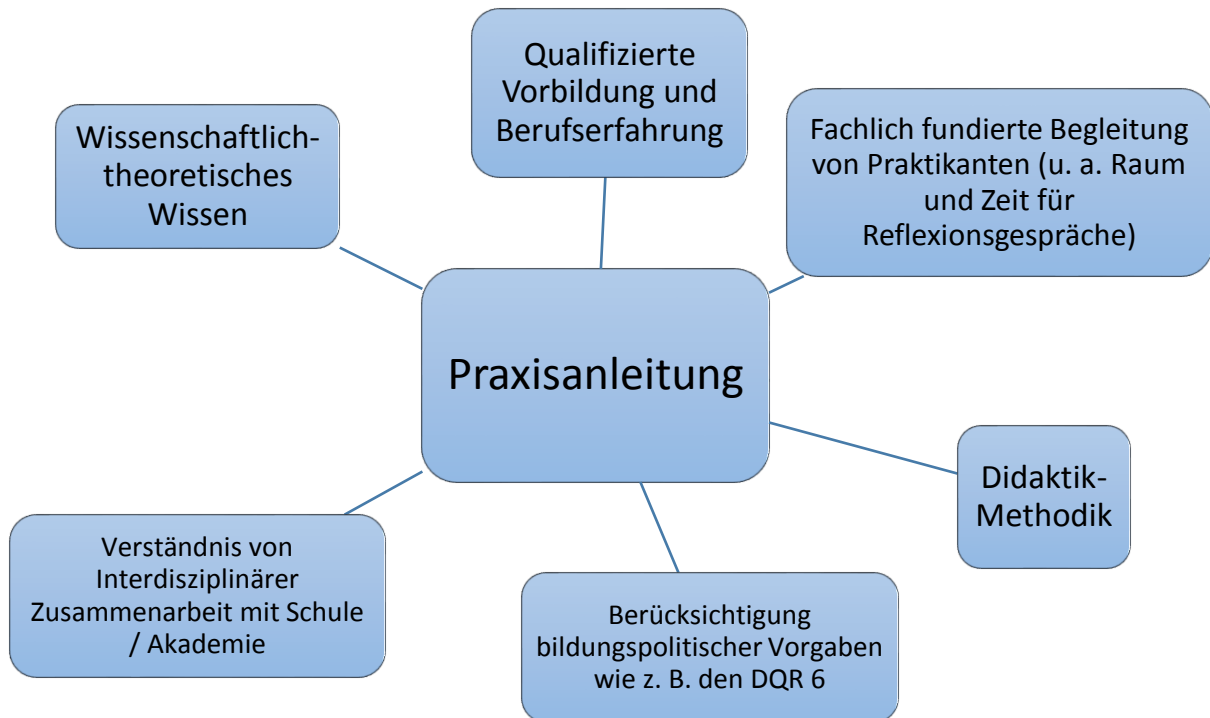 Qualifizierte
Vorbildung und
Berufserfahrung
Wissenschaftlich-
theoretisches
Wissen
Fachlich fundierte Begleitung
von Praktikanten (u. a. Raum
und Zeit für
Reflexionsgespräche)
Praxisanleitung
Didaktik-
Methodik
Verständnis von
Interdisziplinärer
Zusammenarbeit mit Schule
/ Akademie
Berücksichtigung
bildungspolitischer Vorgaben
wie z. B. den DQR 6